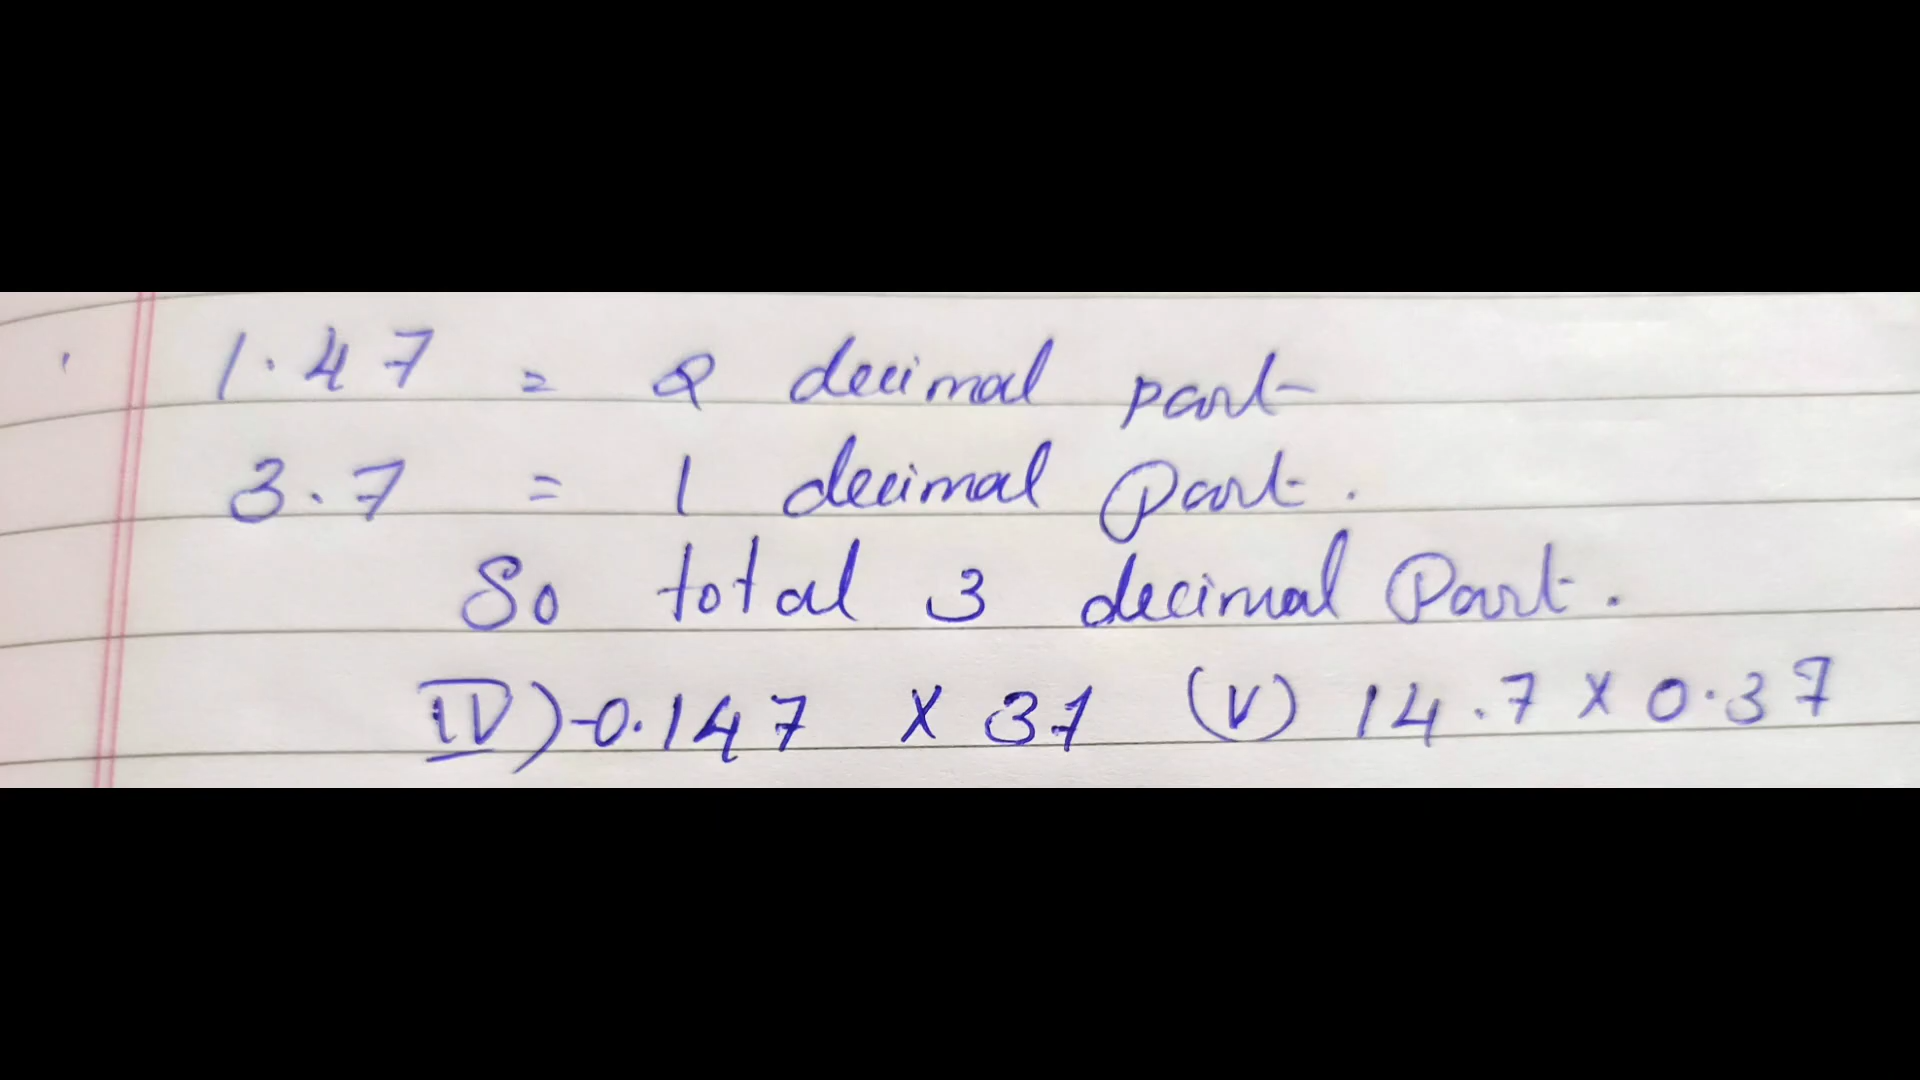 1.47 = 2 decimal part
3.7 = 1 decimal Part.
So total 3 decimal Part.
IV) -0.147 x 37 (V) 14.7 x 0.37